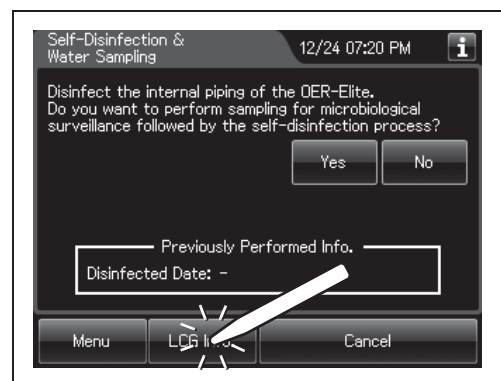 Self-Disinfection &
Water Sampling
12/24 07:20 PM
i
Disinfect the internal piping of the OER-Elite.
Do you want to perform sampling for microbiological
surveillance followed by the self-disinfection process?
Yes
No
Previously Performed Info.
Disinfected Date: -
Menu
LCG
Cancel